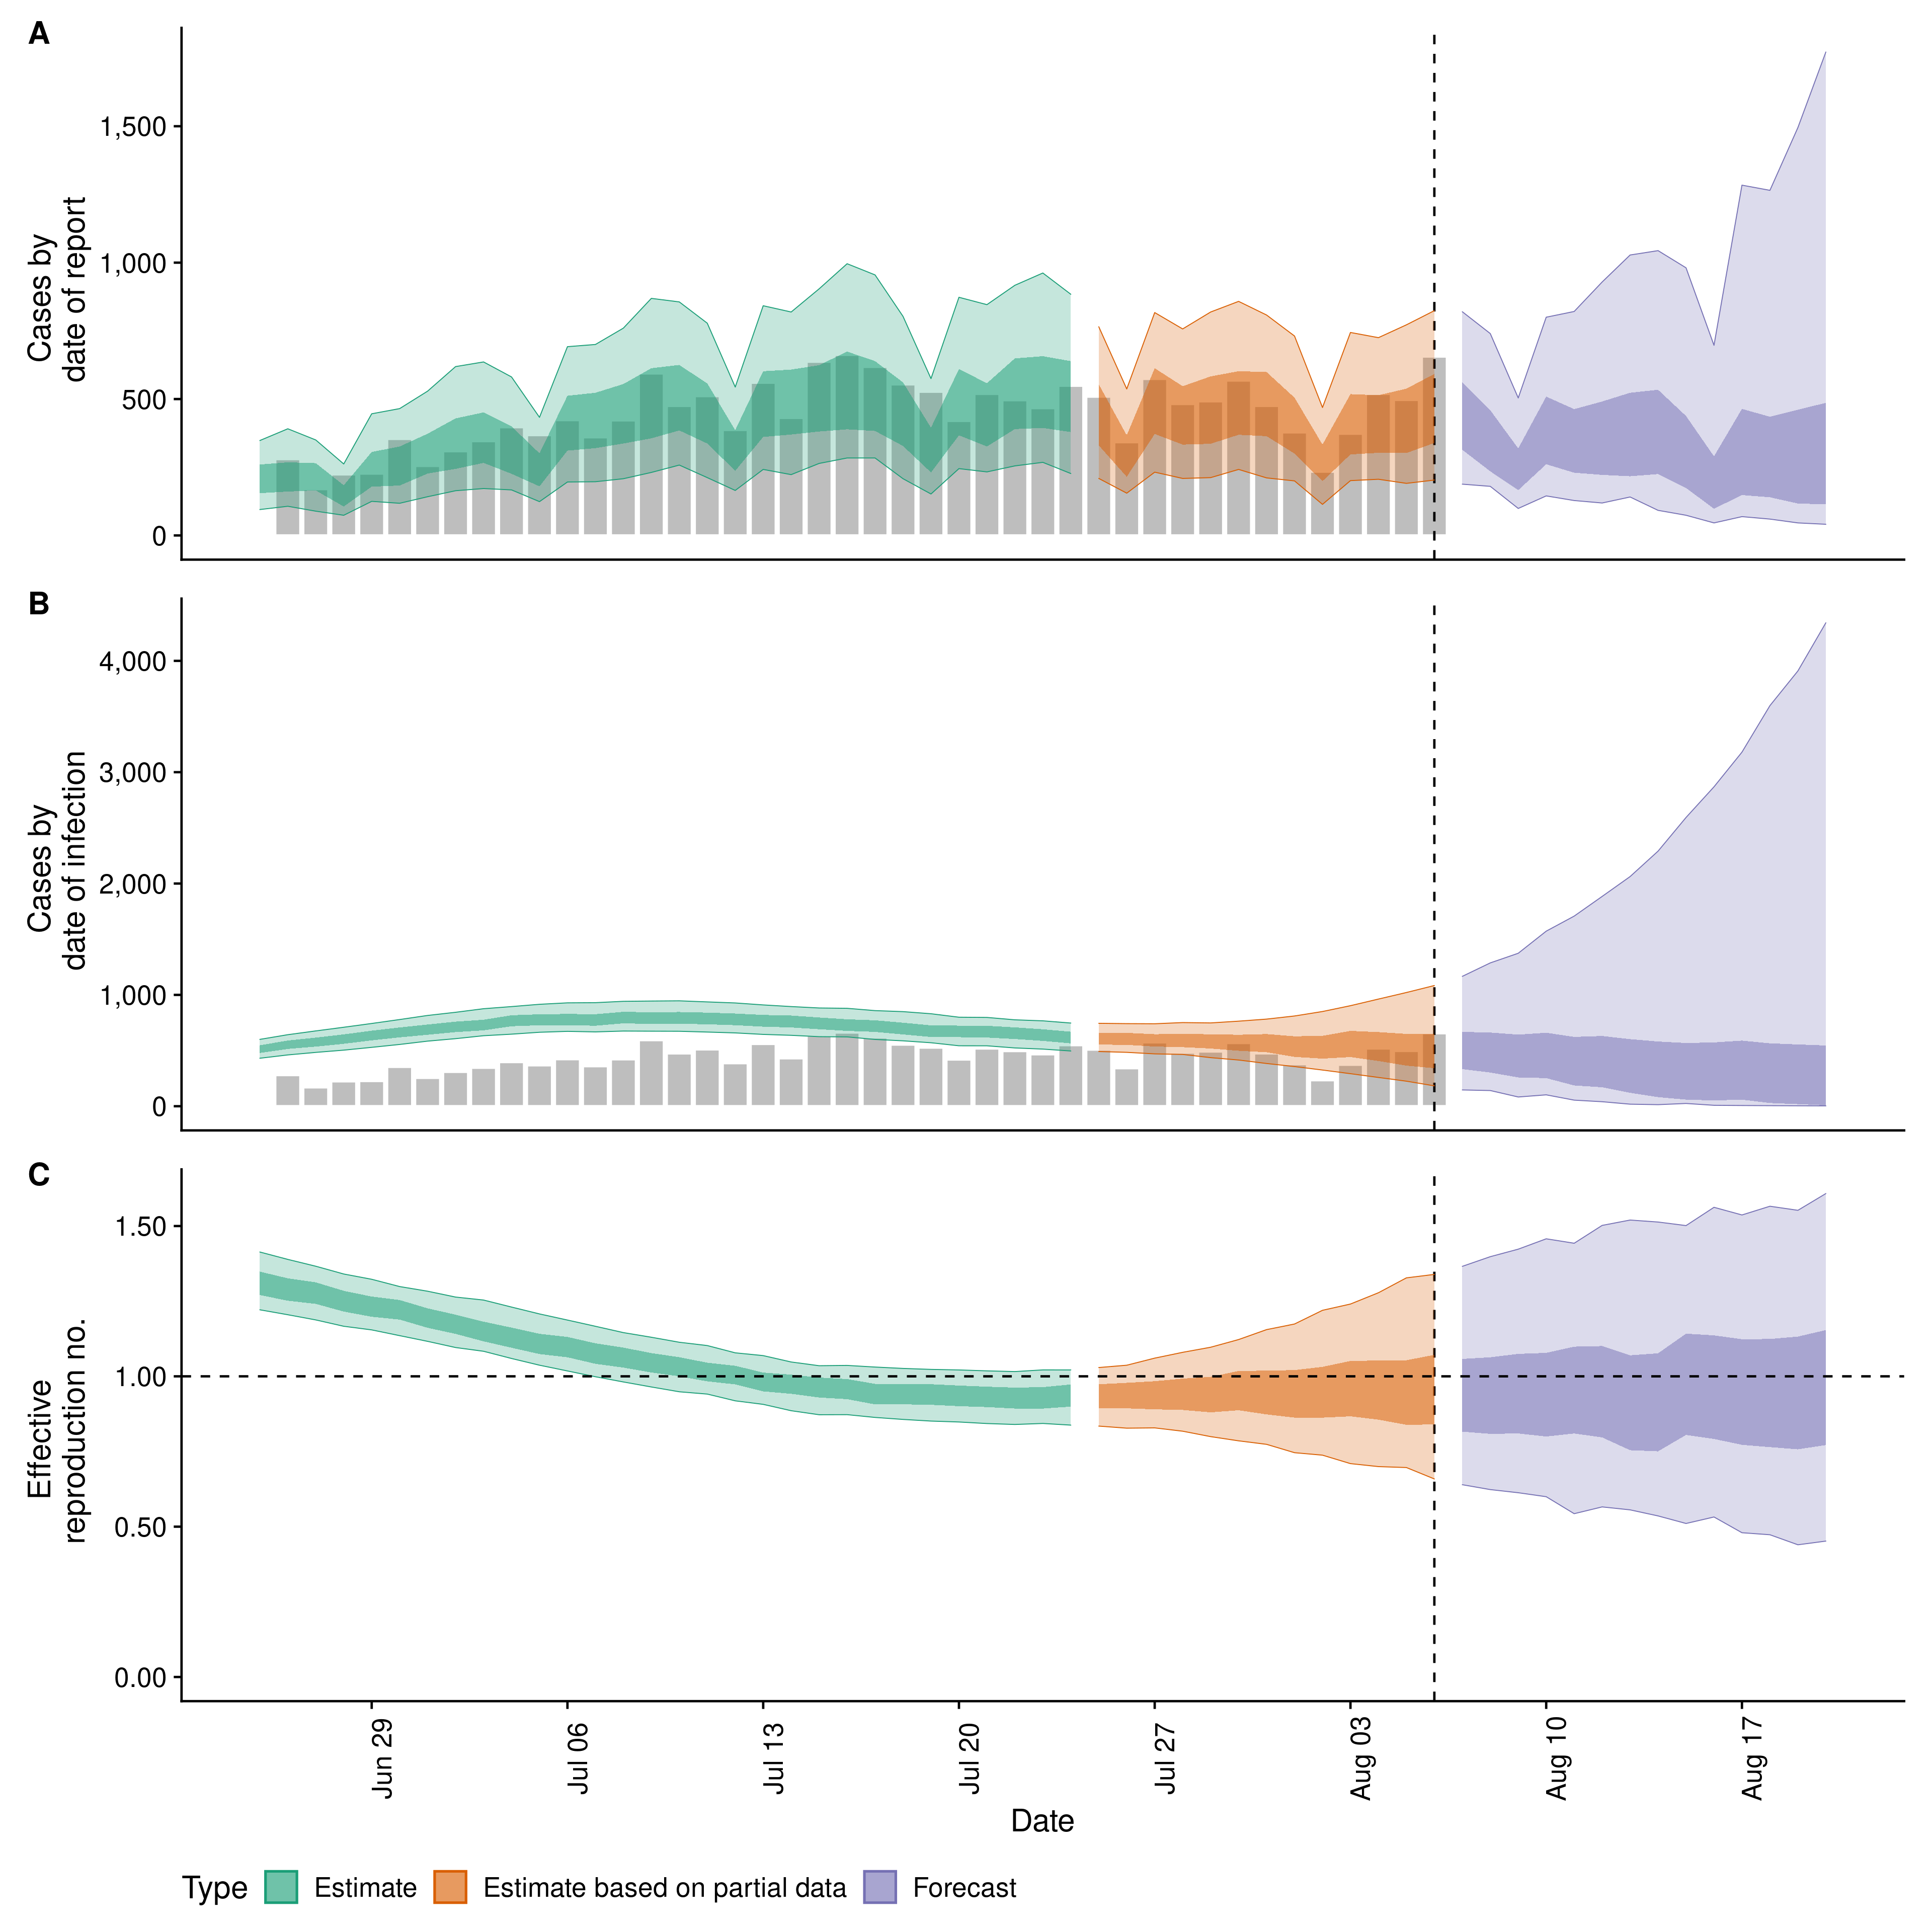 A
Cases by
date of report
1,500
1,000
500
0
B
Cases by
date of infection
4,000
3,000
2,000
1,000
0
C
Effective
reproduction no.
1.50
1.00
0.50
0.00
Jun 29
Jul 06
Jul 13
Jul 20
Jul 27
Aug 03
Aug 10
Aug 17
Date
Type Estimate Estimate based on partial data Forecast